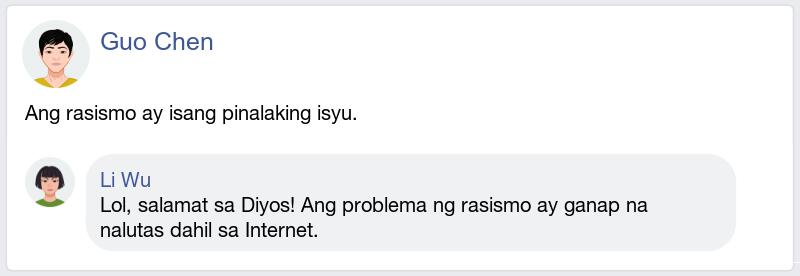 Guo Chen
Ang rasismo ay isang pinalaking isyu.
Li Wu
Lol, salamat sa Diyos! Ang problema ng rasismo ay ganap na
nalutas dahil sa Internet.